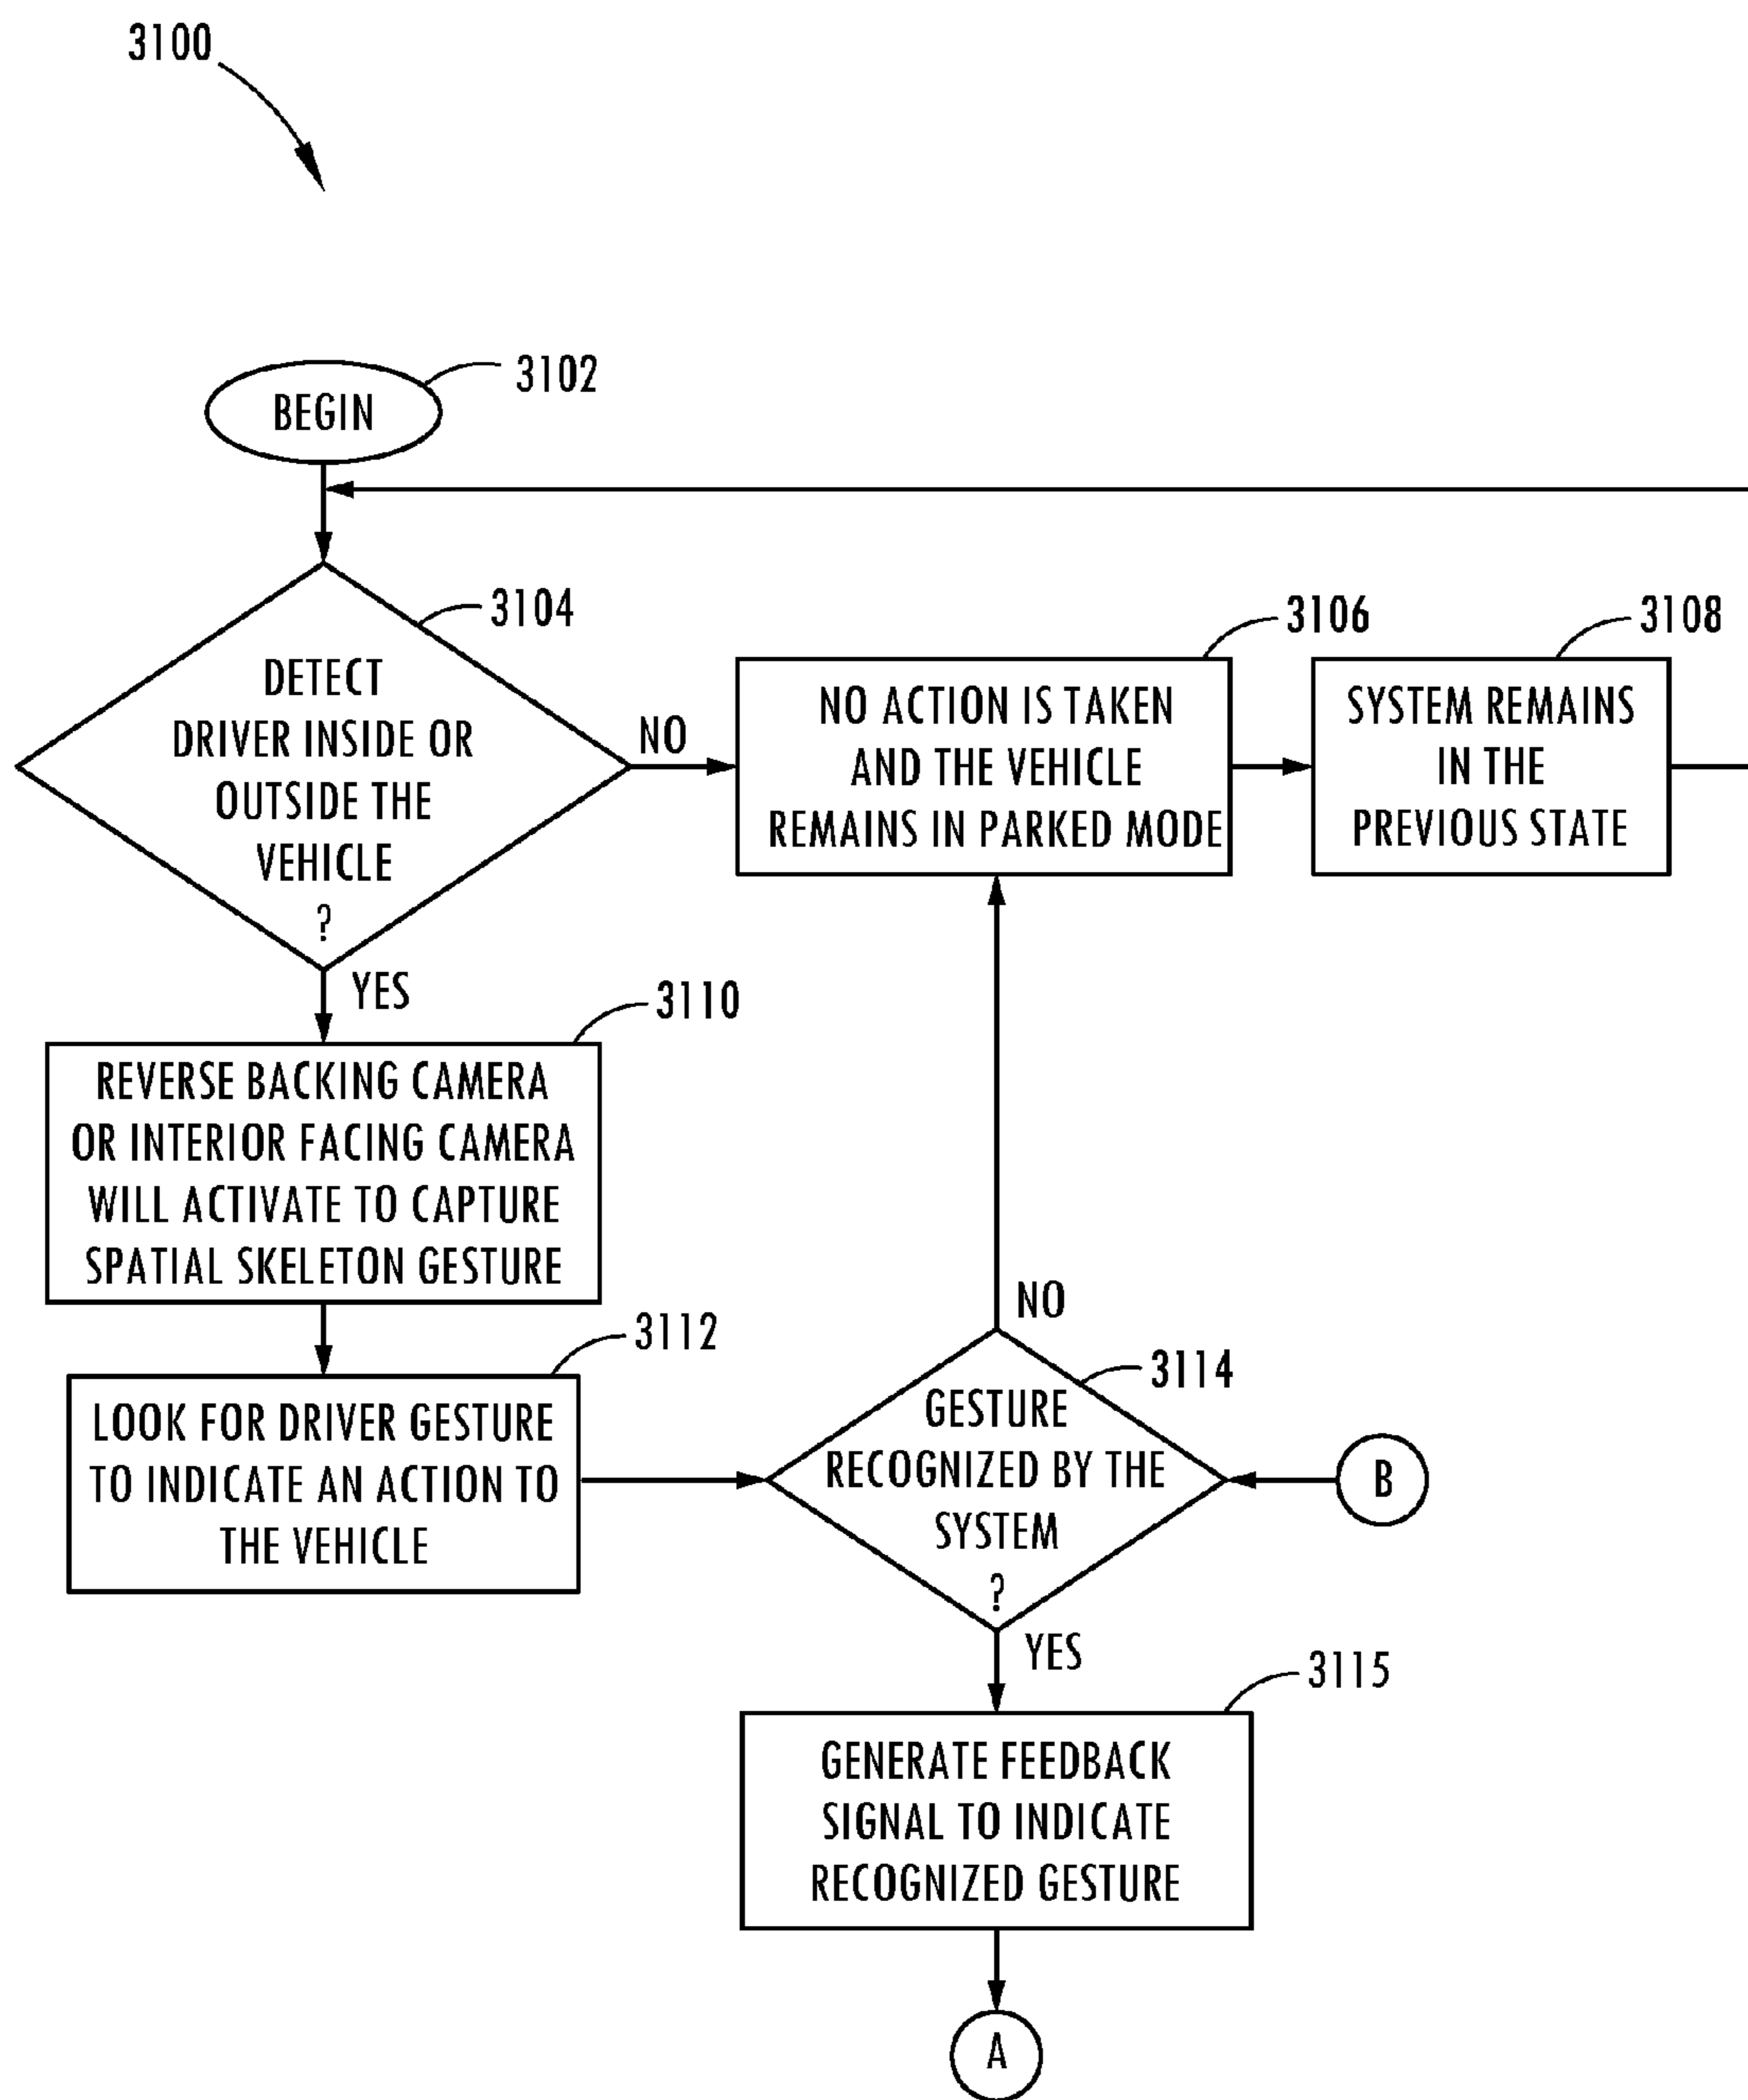 3100
3102
BEGIN
3104
DETECT
DRIVER INSIDE OR
OUTSIDE THE
VEHICLE
?
NO
YES
3106
NO ACTION IS TAKEN
AND THE VEHICLE
REMAINS IN PARKED MODE
3108
SYSTEM REMAINS
IN THE
PREVIOUS STATE
3110
REVERSE BACKING CAMERA
OR INTERIOR FACING CAMERA
WILL ACTIVATE TO CAPTURE
SPATIAL SKELETON GESTURE
3112
LOOK FOR DRIVER GESTURE
TO INDICATE AN ACTION TO
THE VEHICLE
NO
3114
GESTURE
RECOGNIZED BY THE
SYSTEM
?
B
YES
3115
GENERATE FEEDBACK
SIGNAL TO INDICATE
RECOGNIZED GESTURE
A